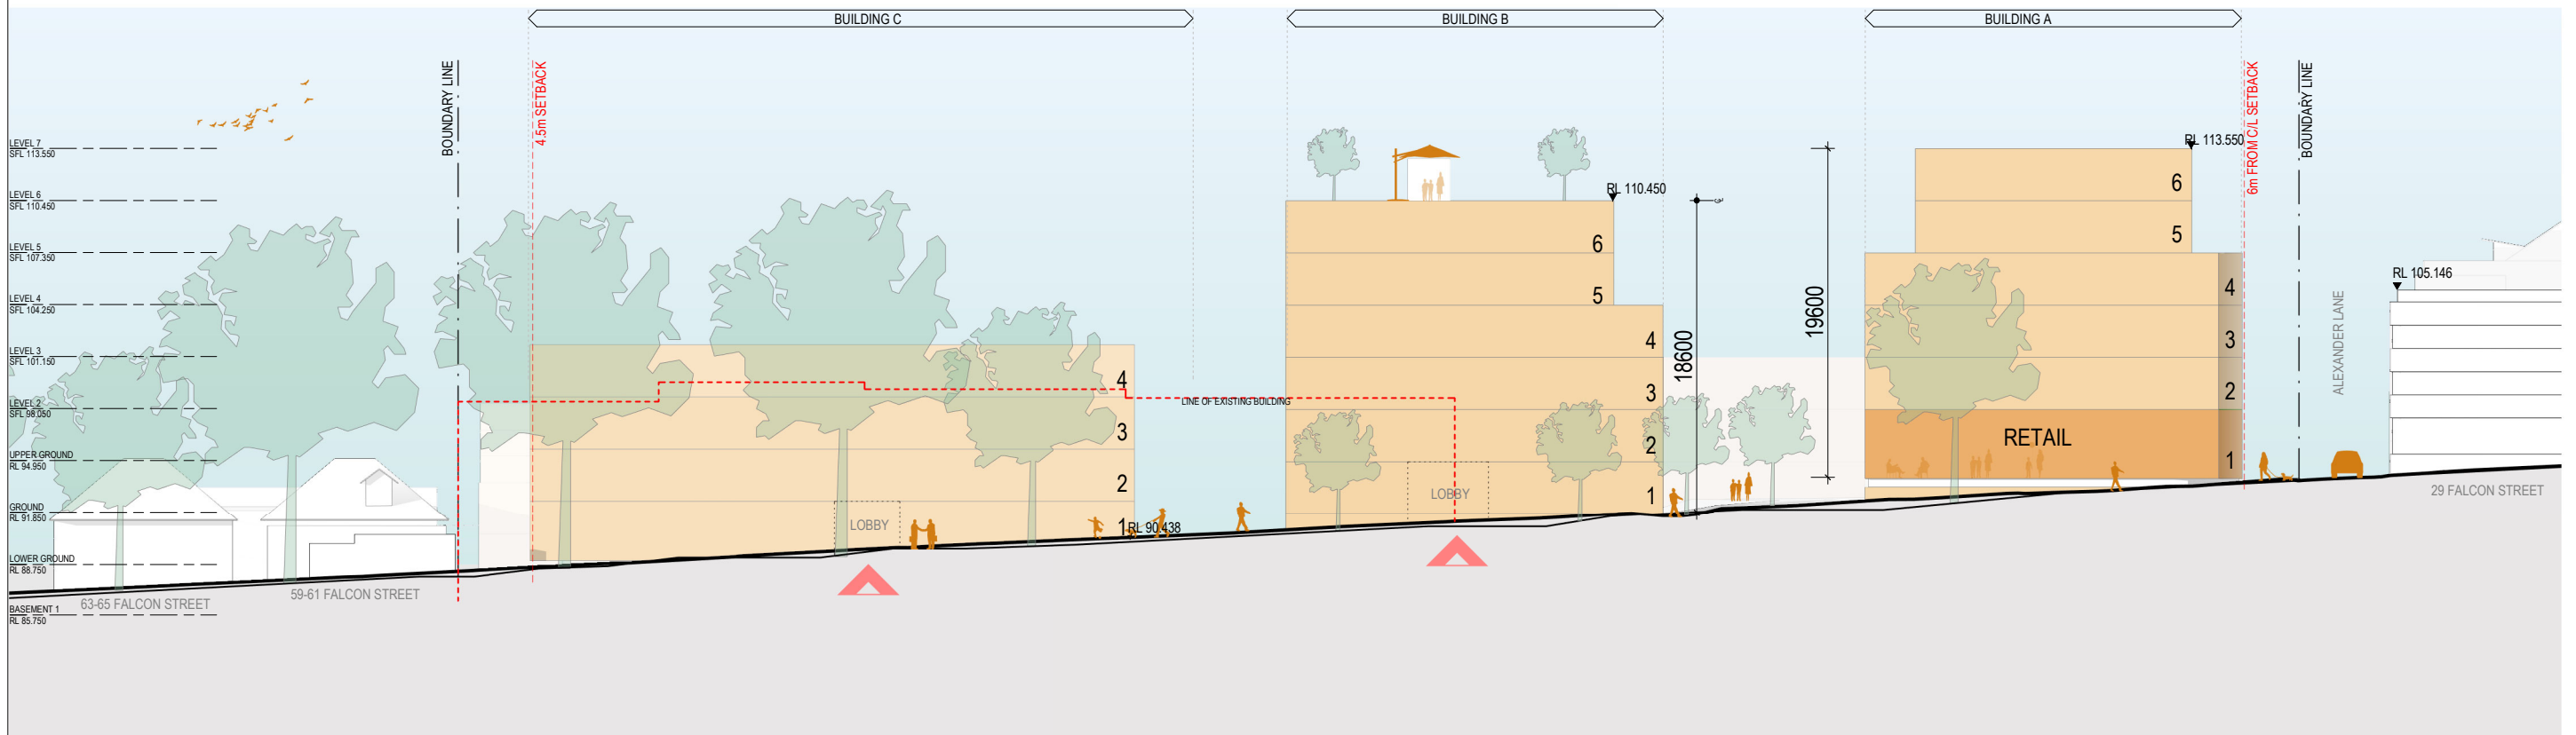 BUILDING C
BUILDING B
BUILDING A
BOUNDARY LINE
4.5m SETBACK
6m FROM C/L SETBACK
BOUNDARY LINE
LEVEL 7
SFL 113.550
LEVEL 6
SFL 110.450
LEVEL 5
SFL 107.350
LEVEL 4
SFL 104.250
LEVEL 3
SFL 101.150
LEVEL 2
SFL 98.050
UPPER GROUND
RL 94.950
GROUND
RL 91.850
LOWER GROUND
RL 88.750
BASEMENT 1
RL 85.750
63-65 FALCON STREET
59-61 FALCON STREET
4
3
2
1
LOBBY
RL 90.438
LINE OF EXISTING BUILDING
RL 110.450
6
5
4
3
2
1
LOBBY
18600
19600
RL 113.550
6
5
4
3
2
1
RETAIL
ALEXANDER LANE
RL 105.146
29 FALCON STREET